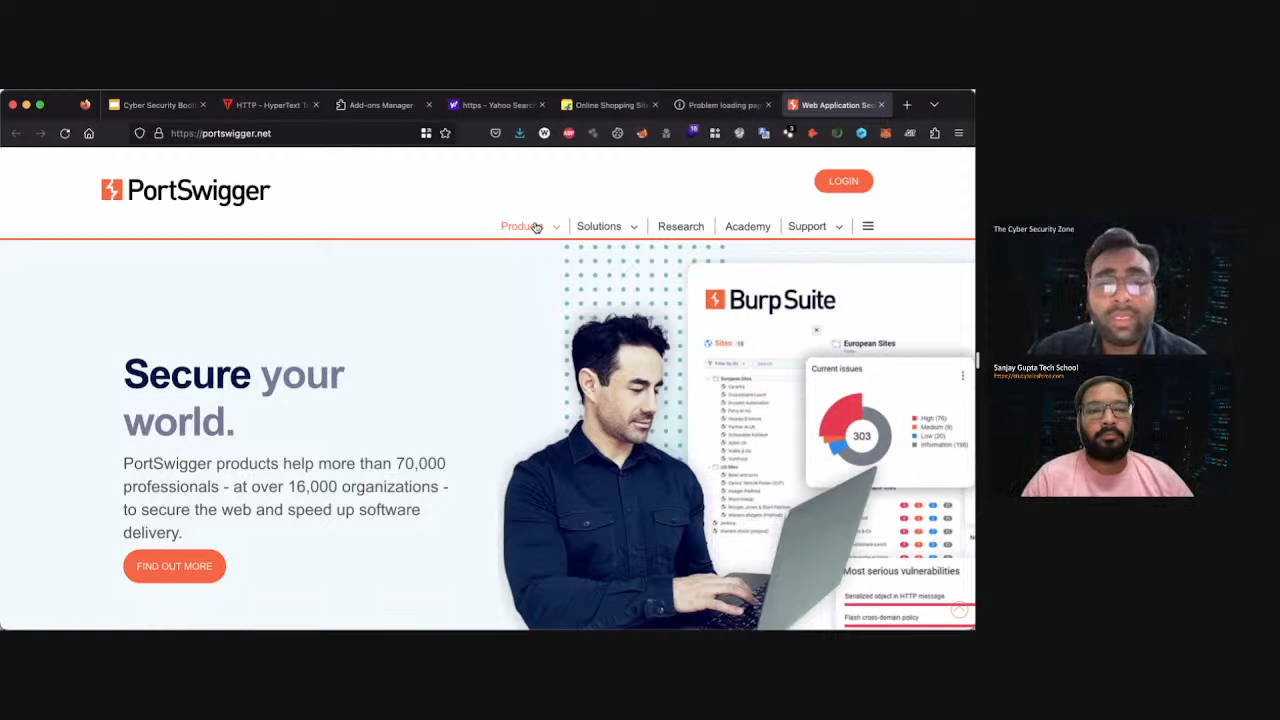 Cyber Security Boot
HTTP - HyperText T
Add-ons Manager
https - Yahoo Search
Online Shopping Sit
Problem loading pag
Web Application Sec
https://portswigger.net
PortSwigger
LOGIN
Solutions
Research
Academy
Support
Burp Suite
Sites
European Sites
Current issues
303
High (76)
Medium (9)
Low (20)
Information (198)
Secure your
world.
PortSwigger products help more than 70,000
professionals - at over 16,000 organizations -
to secure the web and speed up software
delivery.
FIND OUT MORE
Most serious vulnerabilities
Serialized object in HTTP message
Flash cross-domain policy
The Cyber Security Zone
Sanjay Gupta Tech School